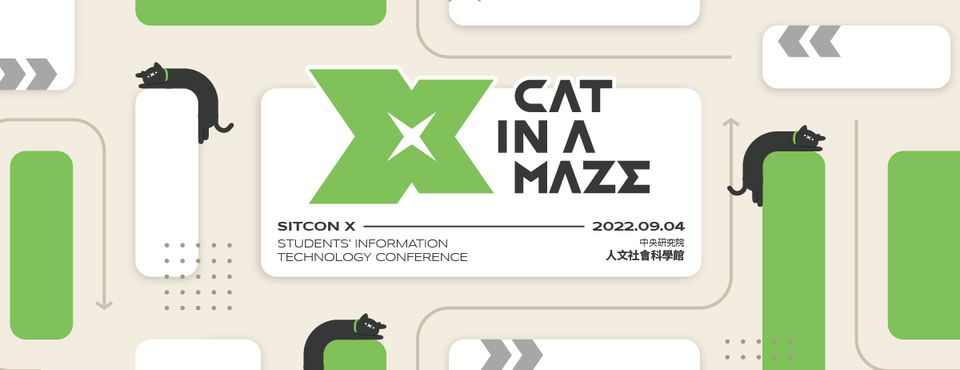 CAT
IN A
MAZE
SITCON X
2022.09.04
STUDENTS' INFORMATION
TECHNOLOGY CONFERENCE
中央研究院
人文社會科學館